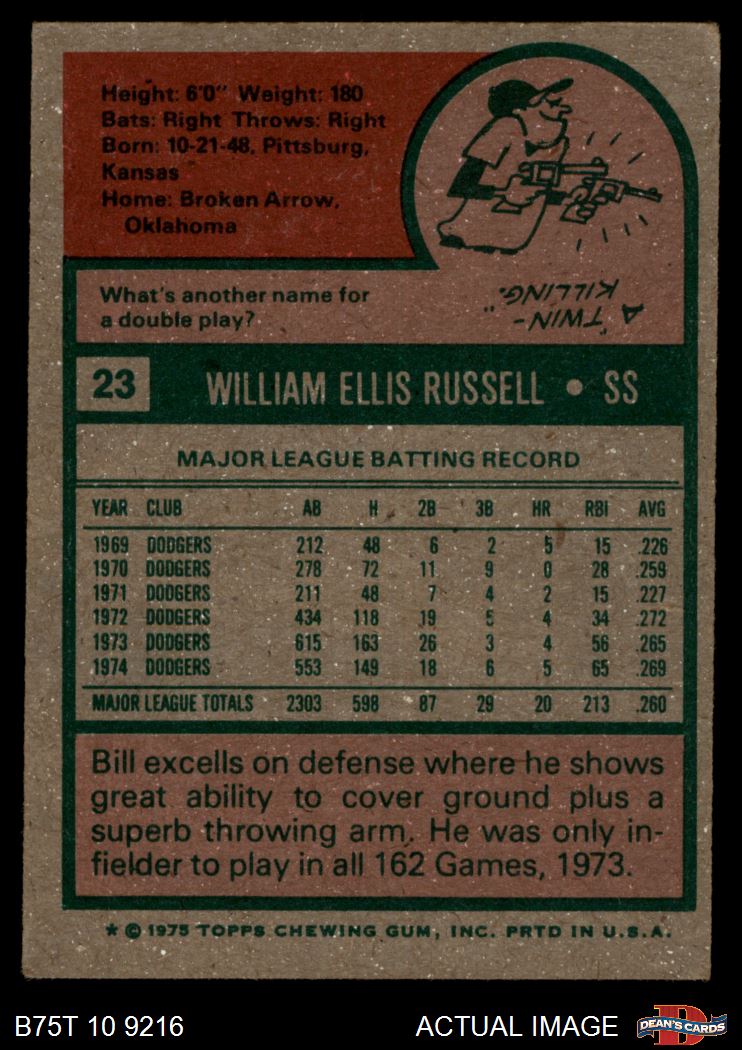 Height: 6'0" Weight: 180
Bats: Right Throws: Right
Born: 10-21-48, Pittsburg,
Kansas
Home: Broken Arrow,
Oklahoma
What's another name for
a double play?
A "TWIN-
KILLING."
23 WILLIAM ELLIS RUSSELL • SS
MAJOR LEAGUE BATTING RECORD
YEAR CLUB AB H 2B 3B HR RBI AVG
1969 DODGERS 212 48 6 2 5 15 .226
1970 DODGERS 278 72 11 9 0 28 .259
1971 DODGERS 211 48 7 4 2 15 .227
1972 DODGERS 434 118 19 5 4 34 .272
1973 DODGERS 615 163 26 3 4 56 .265
1974 DODGERS 553 149 18 6 5 65 .269
MAJOR LEAGUE TOTALS 2303 598 87 29 20 213 .260
Bill excells on defense where he shows
great ability to cover ground plus a
superb throwing arm. He was only in-
fielder to play in all 162 Games, 1973.
* © 1975 TOPPS CHEWING GUM, INC. PRTD IN U.S.A.
B75T 10 9216 ACTUAL IMAGE DEAN'S CARDS